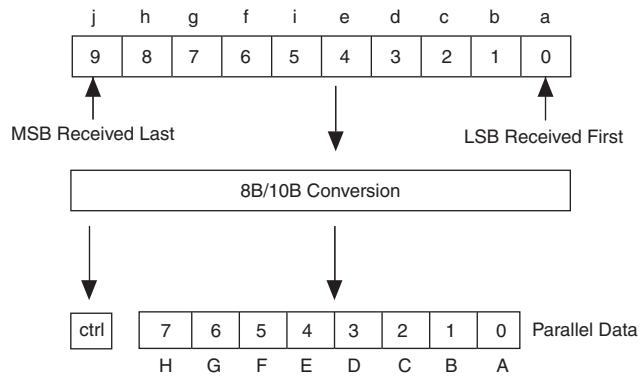 j h g f i e d c b a
9 8 7 6 5 4 3 2 1 0
MSB Received Last
LSB Received First
8B/10B Conversion
ctrl
7 6 5 4 3 2 1 0
Parallel Data
H G F E D C B A